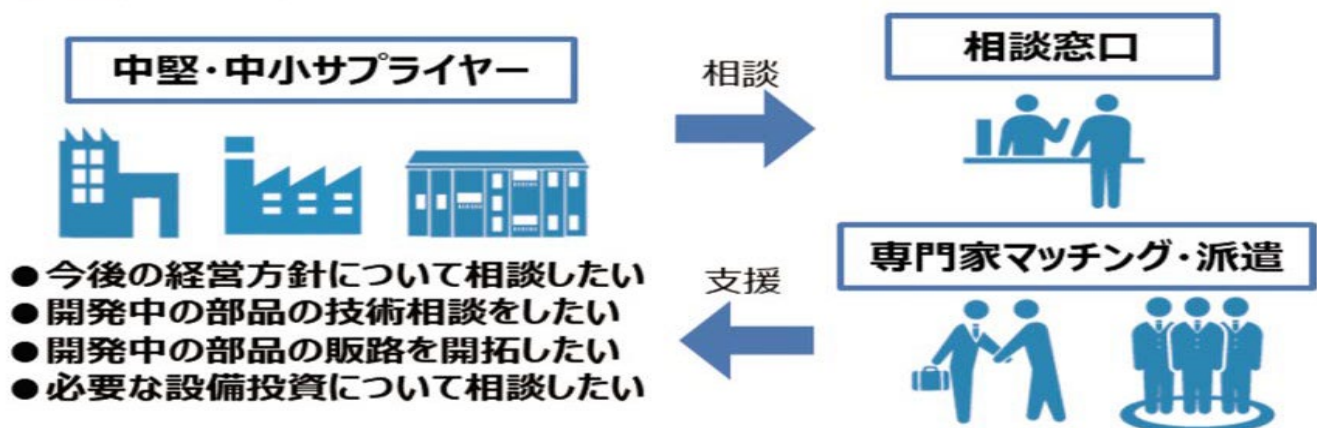 中堅・中小サプライヤー
相談
相談窓口
●今後の経営方針について相談したい
●開発中の部品の技術相談をしたい
●開発中の部品の販路を開拓したい
●必要な設備投資について相談したい
支援
専門家マッチング・派遣